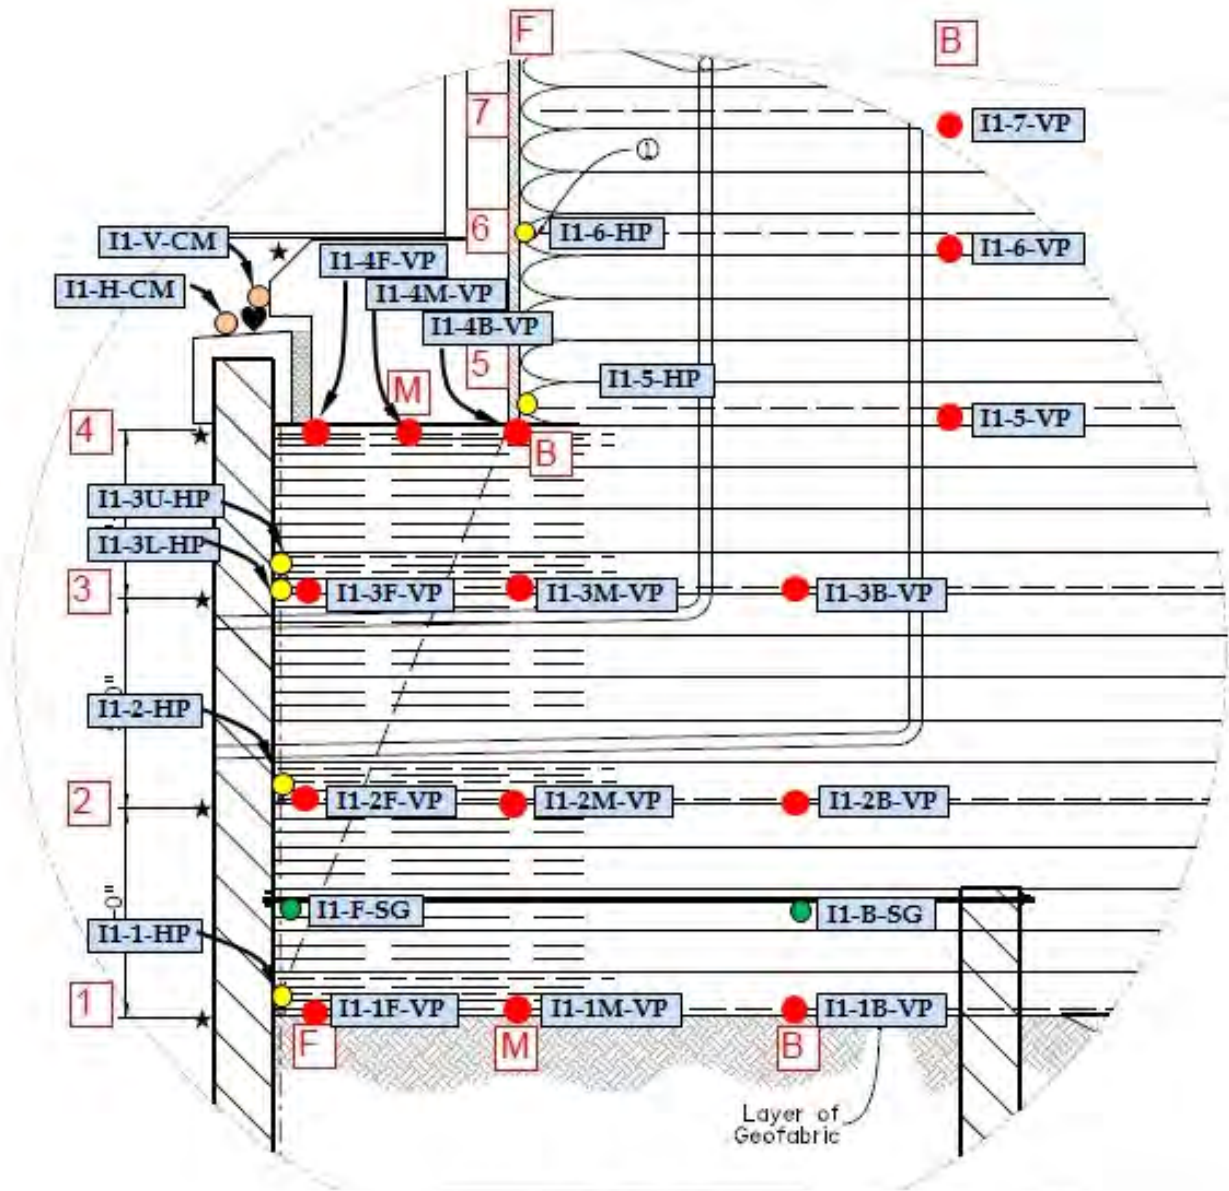 F
B
7
I1-7-VP
1
6
I1-6-HP
I1-V-CM
I1-4F-VP
I1-6-VP
I1-H-CM
I1-4M-VP
I1-4B-VP
5
I1-5-HP
M
I1-5-VP
4
B
I1-3U-HP
I1-3L-HP
3
I1-3F-VP
I1-3M-VP
I1-3B-VP
I1-2-HP
2
I1-2F-VP
I1-2M-VP
I1-2B-VP
I1-F-SG
I1-B-SG
I1-1-HP
1
I1-1F-VP
I1-1M-VP
I1-1B-VP
F
M
B
Layer of
Geofabric